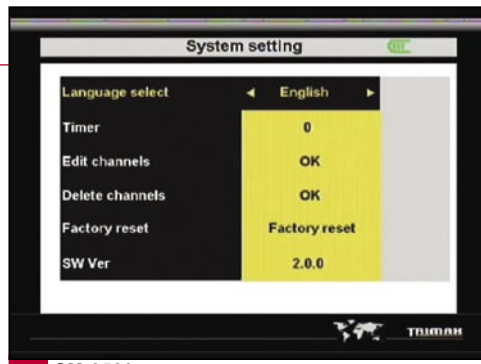 System setting
Language select ◄ English ►
Timer 0
Edit channels OK
Delete channels OK
Factory reset Factory reset
SW Ver 2.0.0
TRIMAX